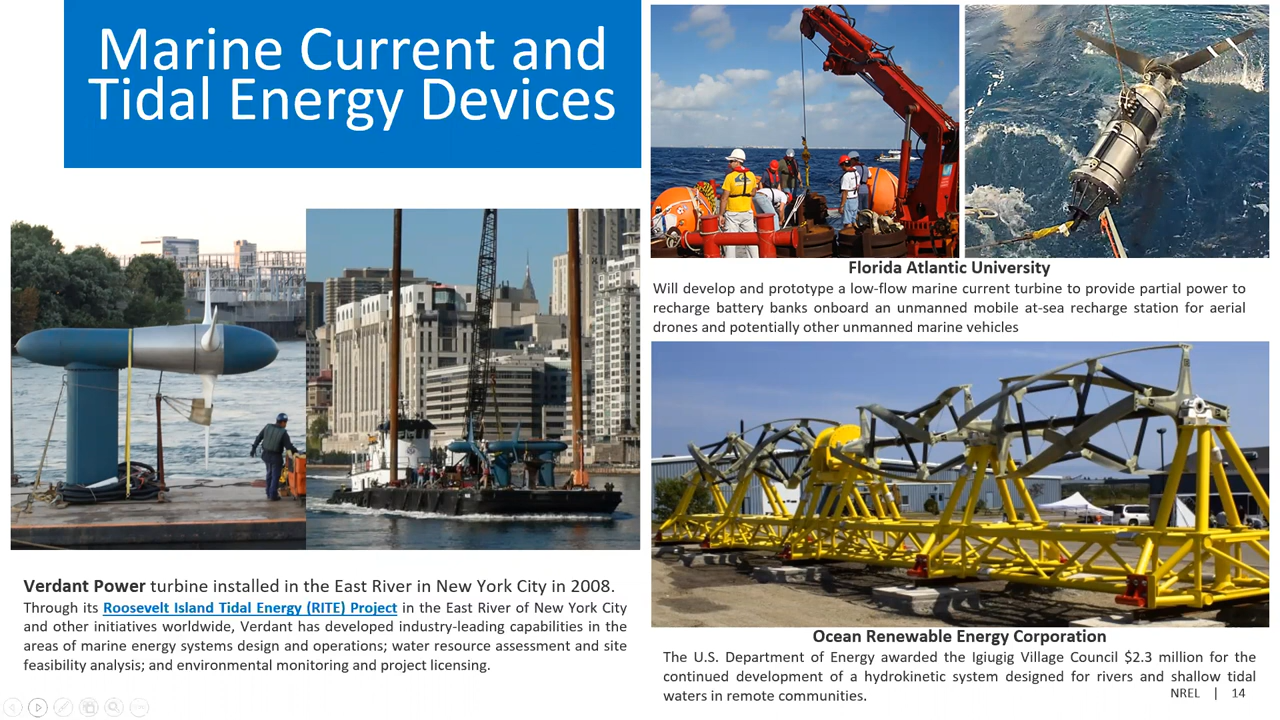 Marine Current and
Tidal Energy Devices
Verdant Power turbine installed in the East River in New York City in 2008.
Through its Roosevelt Island Tidal Energy (RITE) Project in the East River of New York City
and other initiatives worldwide, Verdant has developed industry-leading capabilities in the
areas of marine energy systems design and operations; water resource assessment and site
feasibility analysis; and environmental monitoring and project licensing.
Florida Atlantic University
Will develop and prototype a low-flow marine current turbine to provide partial power to
recharge battery banks onboard an unmanned mobile at-sea recharge station for aerial
drones and potentially other unmanned marine vehicles
Ocean Renewable Energy Corporation
The U.S. Department of Energy awarded the Igiugig Village Council $2.3 million for the
continued development of a hydrokinetic system designed for rivers and shallow tidal
waters in remote communities.
NREL | 14